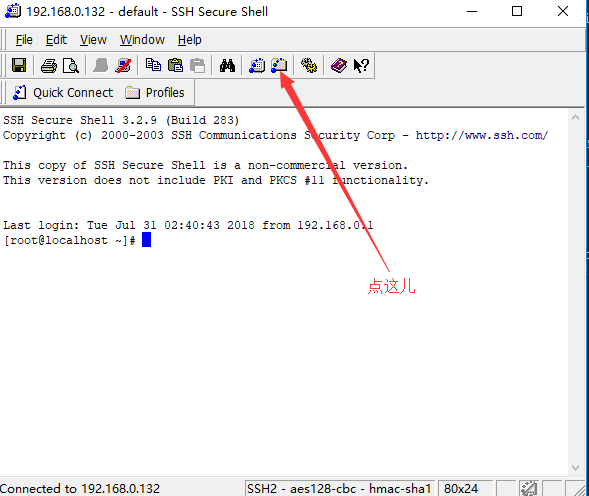 192.168.0.132 - default - SSH Secure Shell
File Edit View Window Help
Quick Connect Profiles
SSH Secure Shell 3.2.9 (Build 283)
Copyright (c) 2000-2003 SSH Communications Security Corp - http://www.ssh.com/
This copy of SSH Secure Shell is a non-commercial version.
This version does not include PKI and PKCS #11 functionality.
Last login: Tue Jul 31 02:40:43 2018 from 192.168.0.1
[root@localhost ~]#
点这儿
Connected to 192.168.0.132 SSH2 - aes128-cbc - hmac-sha1 80x24